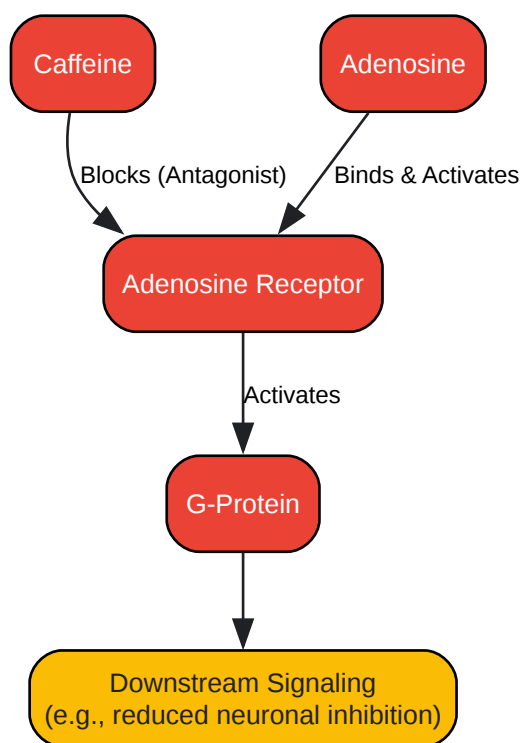 Caffeine
Adenosine
Blocks (Antagonist)
Binds & Activates
Adenosine Receptor
Activates
G-Protein
Downstream Signaling
(e.g., reduced neuronal inhibition)